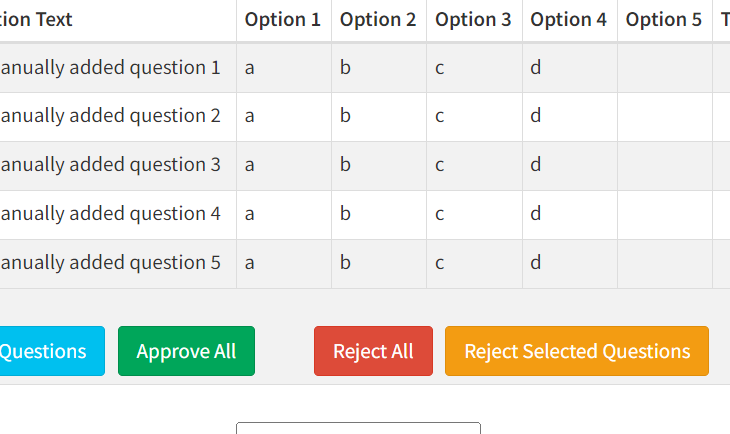 tion Text Option 1 Option 2 Option 3 Option 4 Option 5 T
anually added question 1 a b c d
anually added question 2 a b c d
anually added question 3 a b c d
anually added question 4 a b c d
anually added question 5 a b c d
Questions Approve All Reject All Reject Selected Questions